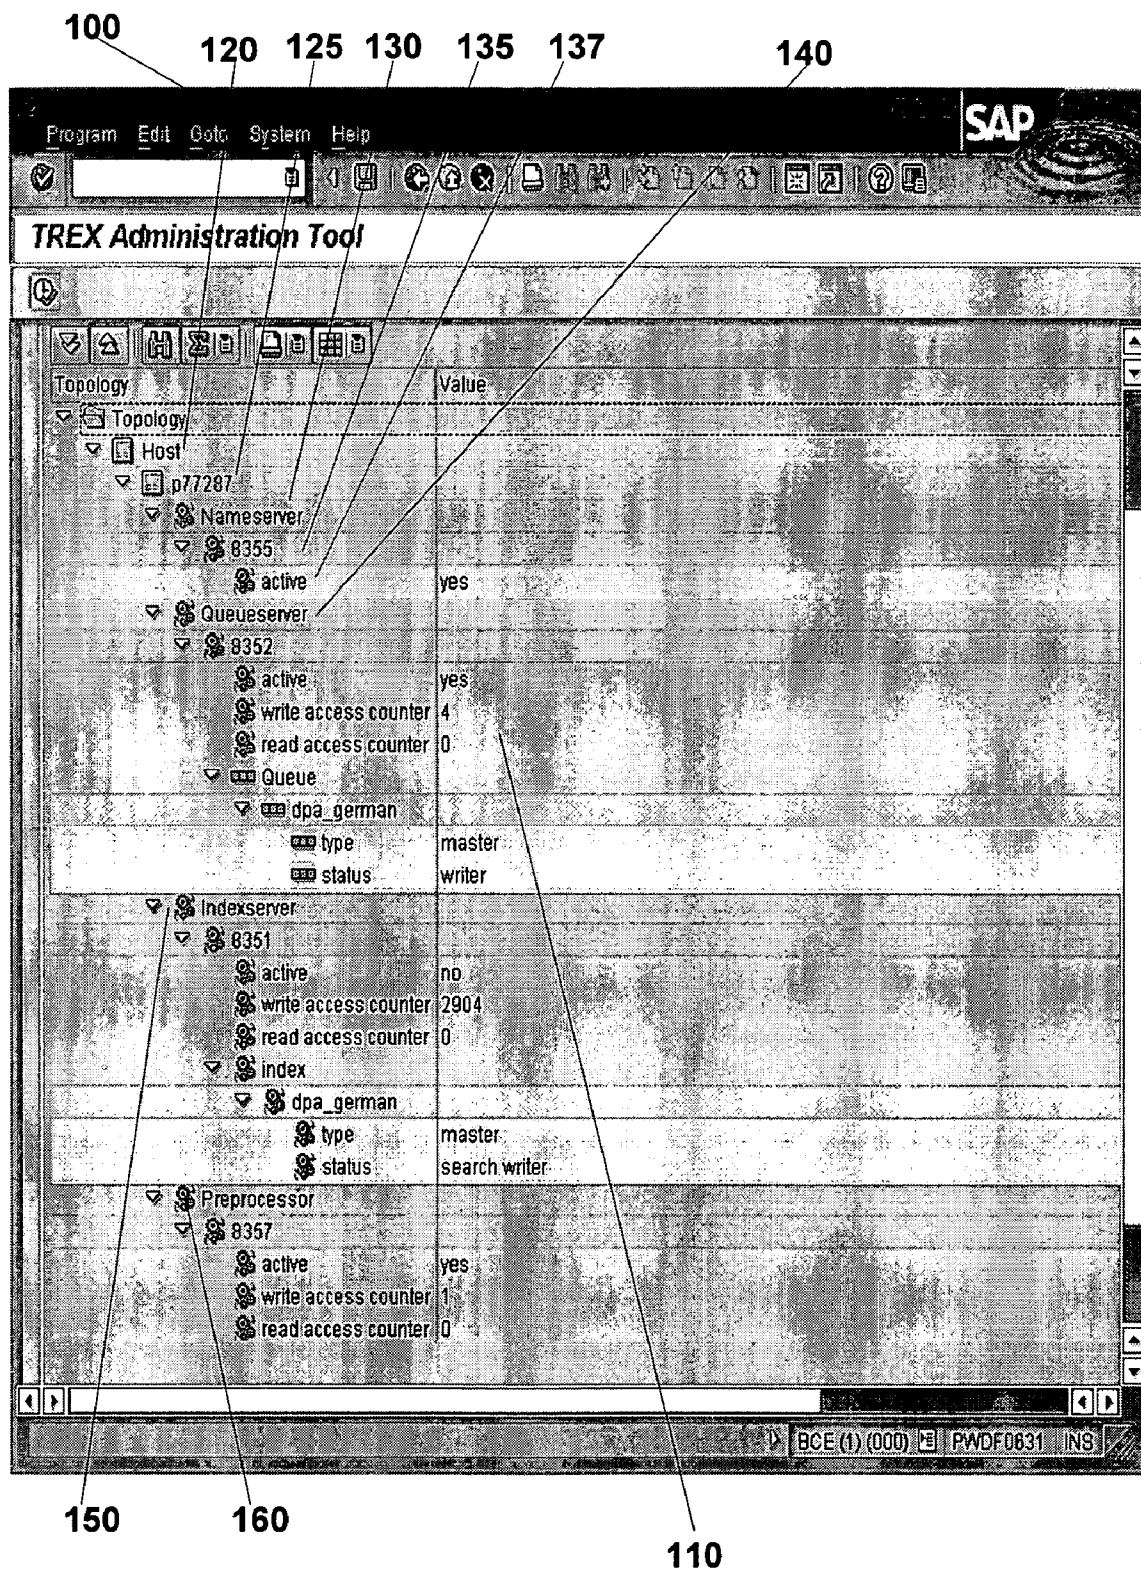 100
120 125 130 135 137 140
SAP
Program Edit Goto System Help
TREX Administration Tool
Topology Value
Topology
Host
p77287
Nameserver
8355
active yes
Queueserver
8352
active yes
write access counter 4
read access counter 0
Queue
dpa_german
type master
status writer
Indexserver
8351
active no
write access counter 2904
read access counter 0
index
dpa_german
type master
status search writer
Preprocessor
8357
active yes
write access counter 1
read access counter 0
BCE (1) (000) PWDF0631 INS
150 160
110